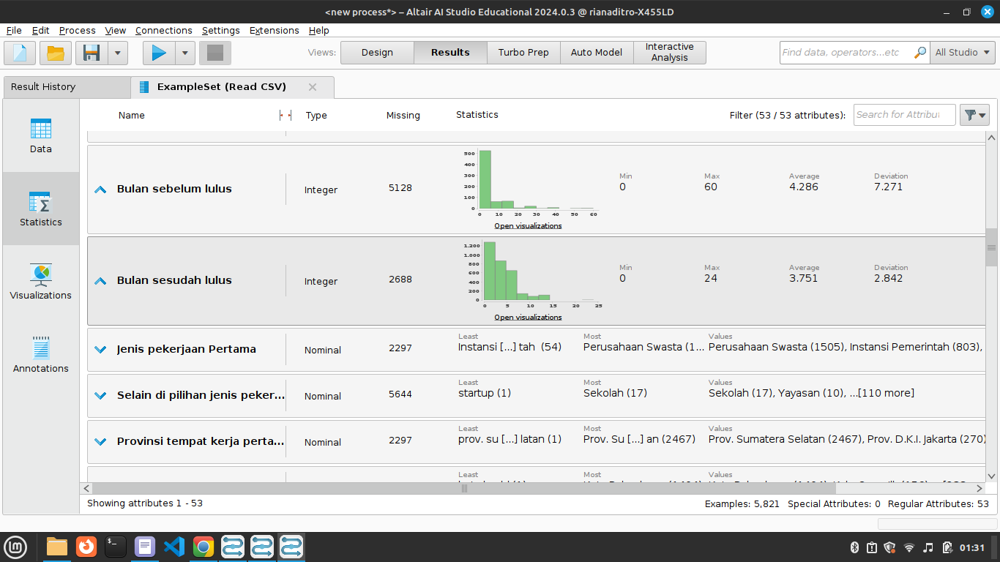 <new process*> – Altair AI Studio Educational 2024.0.3 @ rianaditro-X455LD
File Edit Process View Connections Settings Extensions Help
Views: Design Results Turbo Prep Auto Model Interactive Analysis
Find data, operators...etc All Studio
Result History ExampleSet (Read CSV)
Data
Statistics
Visualizations
Annotations
Name Type Missing Statistics Filter (53 / 53 attributes): Search for Attribut
Bulan sebelum lulus Integer 5128
500
400
300
200
100
0
0 10 20 30 40 50 60
Open visualizations
Min Max Average Deviation
0 60 4.286 7.271
Bulan sesudah lulus Integer 2688
1.200
1.000
800
600
400
200
0
0 5 10 15 20 25
Open visualizations
Min Max Average Deviation
0 24 3.751 2.842
Least Most Values
Jenis pekerjaan Pertama Nominal 2297 Instansi [...] tah (54) Perusahaan Swasta (1... Perusahaan Swasta (1505), Instansi Pemerintah (803),
Least Most Values
Selain di pilihan jenis peker... Nominal 5644 startup (1) Sekolah (17) Sekolah (17), Yayasan (10), ...[110 more]
Least Most Values
Provinsi tempat kerja perta... Nominal 2297 prov. su [...] latan (1) Prov. Su [...] an (2467) Prov. Sumatera Selatan (2467), Prov. D.K.I. Jakarta (270)
Least Most Values
Showing attributes 1 - 53 Examples: 5,821 Special Attributes: 0 Regular Attributes: 53
01:31